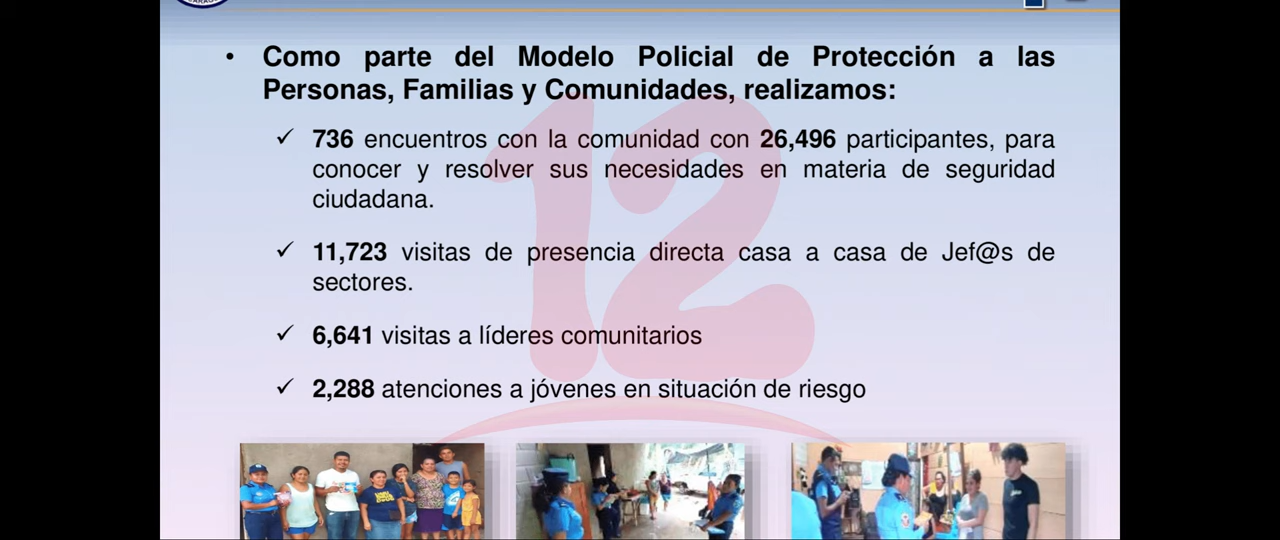 • Como parte del Modelo Policial de Protección a las
Personas, Familias y Comunidades, realizamos:
✓ 736 encuentros con la comunidad con 26,496 participantes, para
conocer y resolver sus necesidades en materia de seguridad
ciudadana.
✓ 11,723 visitas de presencia directa casa a casa de Jef@s de
sectores.
✓ 6,641 visitas a líderes comunitarios
✓ 2,288 atenciones a jóvenes en situación de riesgo
12